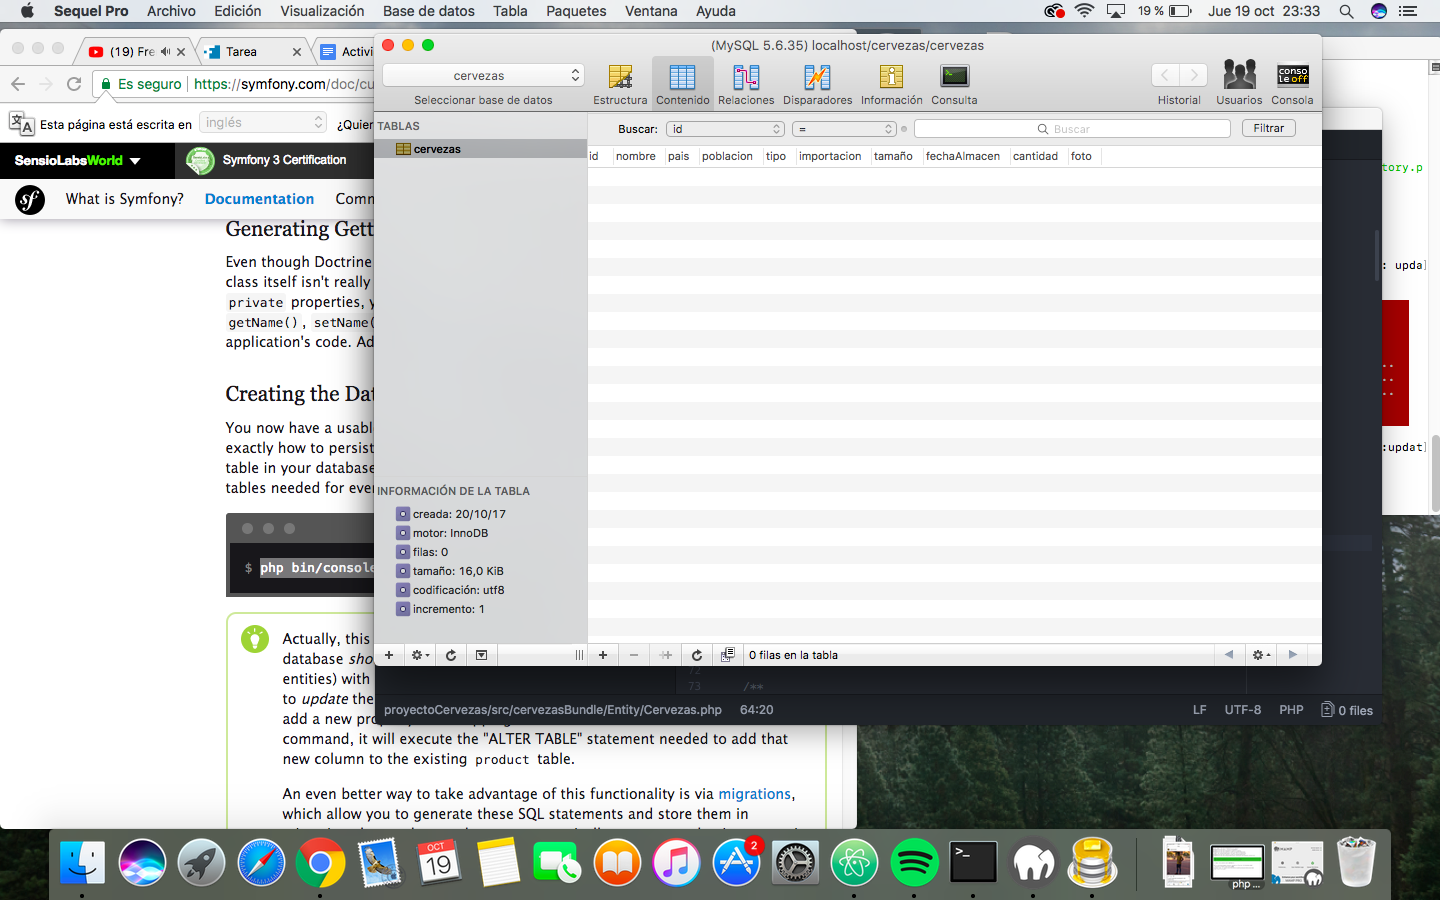 Sequel Pro Archivo Edición Visualización Base de datos Tabla Paquetes Ventana Ayuda 19 % Jue 19 oct 23:33
(19) Fre Tarea Activi
Es seguro https://symfony.com/doc/cu
Esta página está escrita en inglés ¿Quier
SensioLabsWorld Symfony 3 Certification
What is Symfony? Documentation Comm
Generating Gett
Even though Doctrine
class itself isn't really
private properties, y
getName(), setName(
application's code. Ad
Creating the Dat
You now have a usabl
exactly how to persist
table in your database
tables needed for ever
$ php bin/console
Actually, this
database sho
entities) with
to update the
add a new pro
command, it will execute the "ALTER TABLE" statement needed to add that
new column to the existing product table.
An even better way to take advantage of this functionality is via migrations,
which allow you to generate these SQL statements and store them in
(MySQL 5.6.35) localhost/cervezas/cervezas
cervezas
Seleccionar base de datos Estructura Contenido Relaciones Disparadores Información Consulta Historial Usuarios Consola
conso
le off
TABLAS
cervezas
Buscar: id = Buscar Filtrar
id nombre pais poblacion tipo importacion tamaño fechaAlmacen cantidad foto
INFORMACIÓN DE LA TABLA
creada: 20/10/17
motor: InnoDB
filas: 0
tamaño: 16,0 KiB
codificación: utf8
incremento: 1
0 filas en la tabla
tory.p
: upda
:updat
72
73 /**
proyectoCervezas/src/cervezasBundle/Entity/Cervezas.php 64:20 LF UTF-8 PHP 0 files
OCT
19
2
>_
php ...